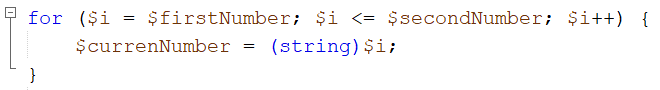 for ($i = $firstNumber; $i <= $secondNumber; $i++) {
    $currenNumber = (string)$i;
}